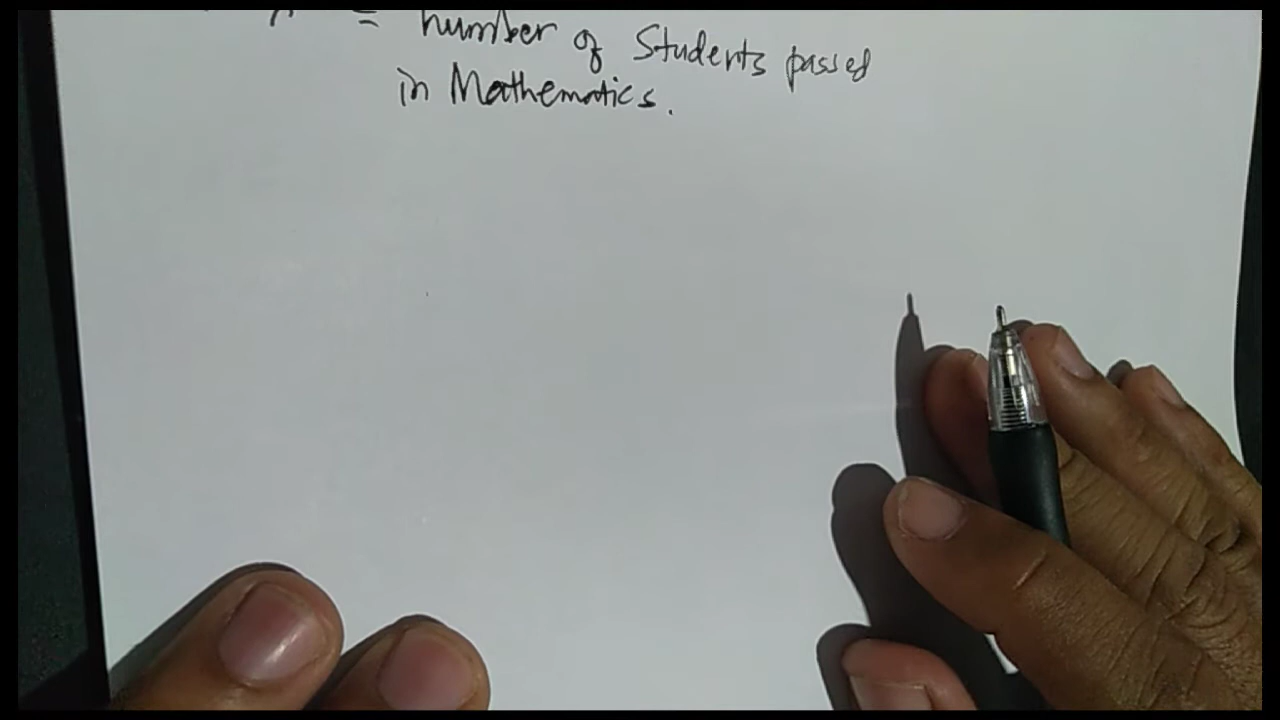 = number of Students passed
in Mathematics.